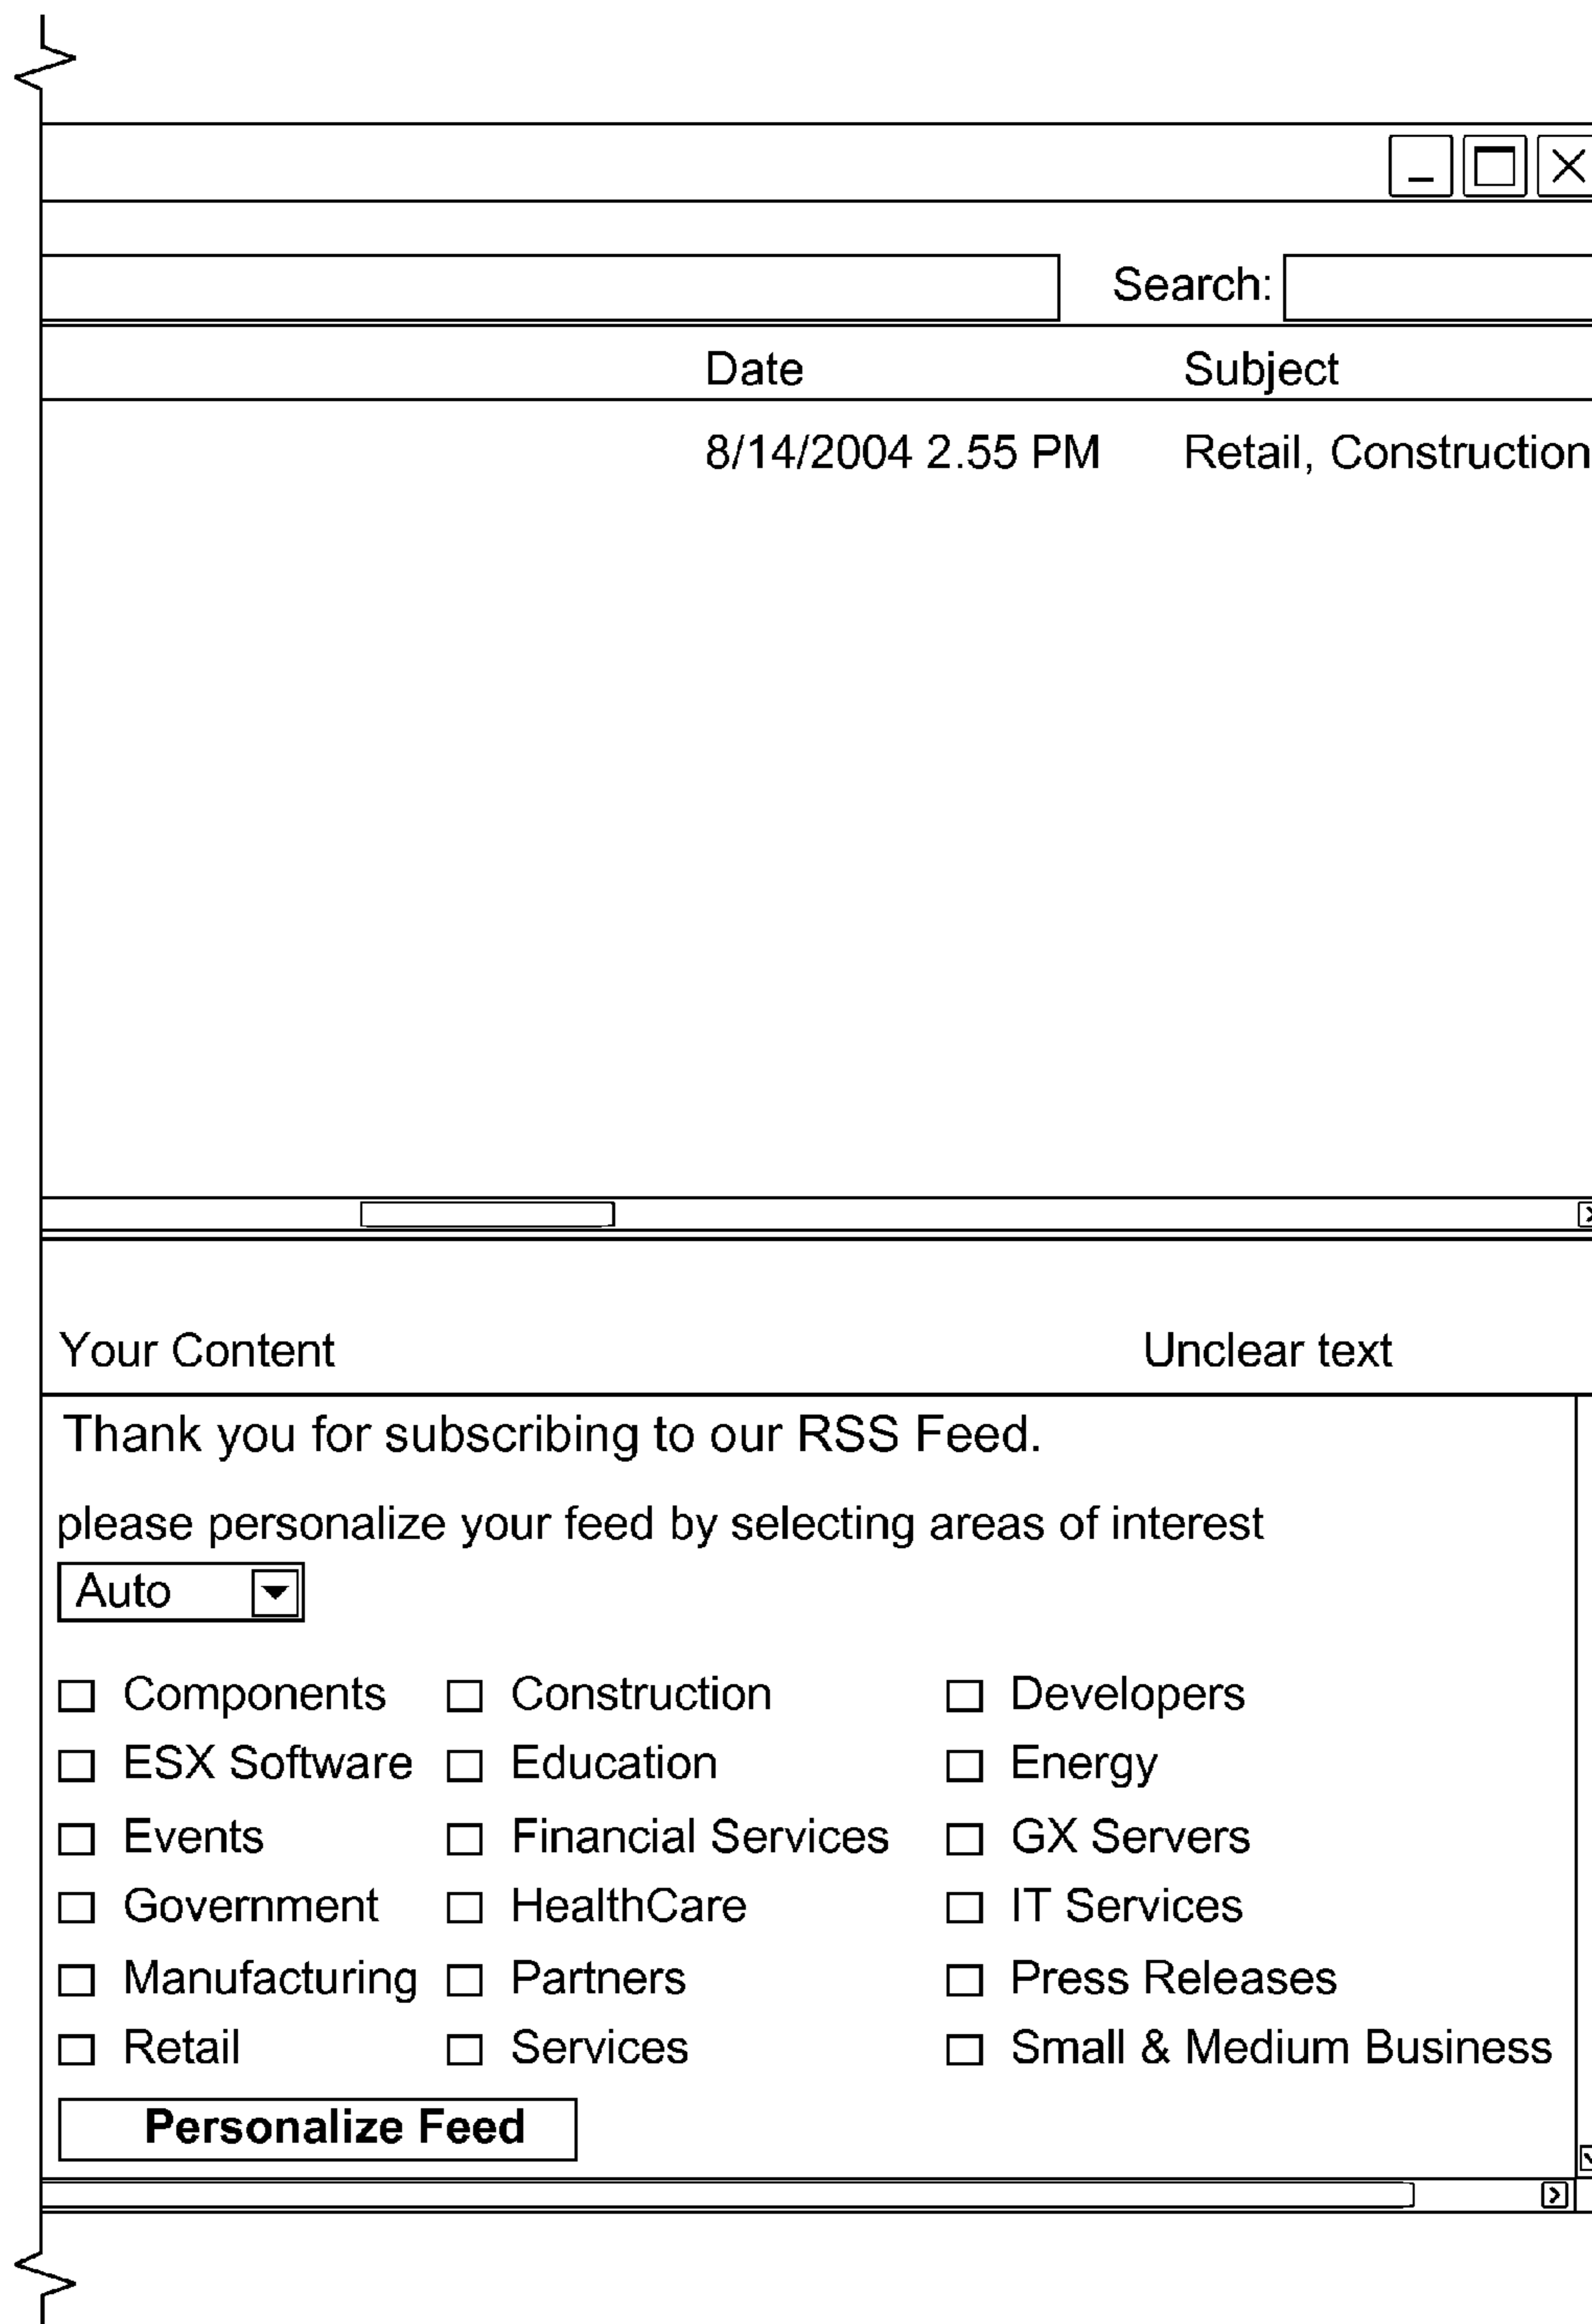 Search:
Date Subject
8/14/2004 2.55 PM Retail, Construction
Your Content Unclear text
Thank you for subscribing to our RSS Feed.
please personalize your feed by selecting areas of interest
Auto
Components Construction Developers
ESX Software Education Energy
Events Financial Services GX Servers
Government HealthCare IT Services
Manufacturing Partners Press Releases
Retail Services Small & Medium Business
Personalize Feed